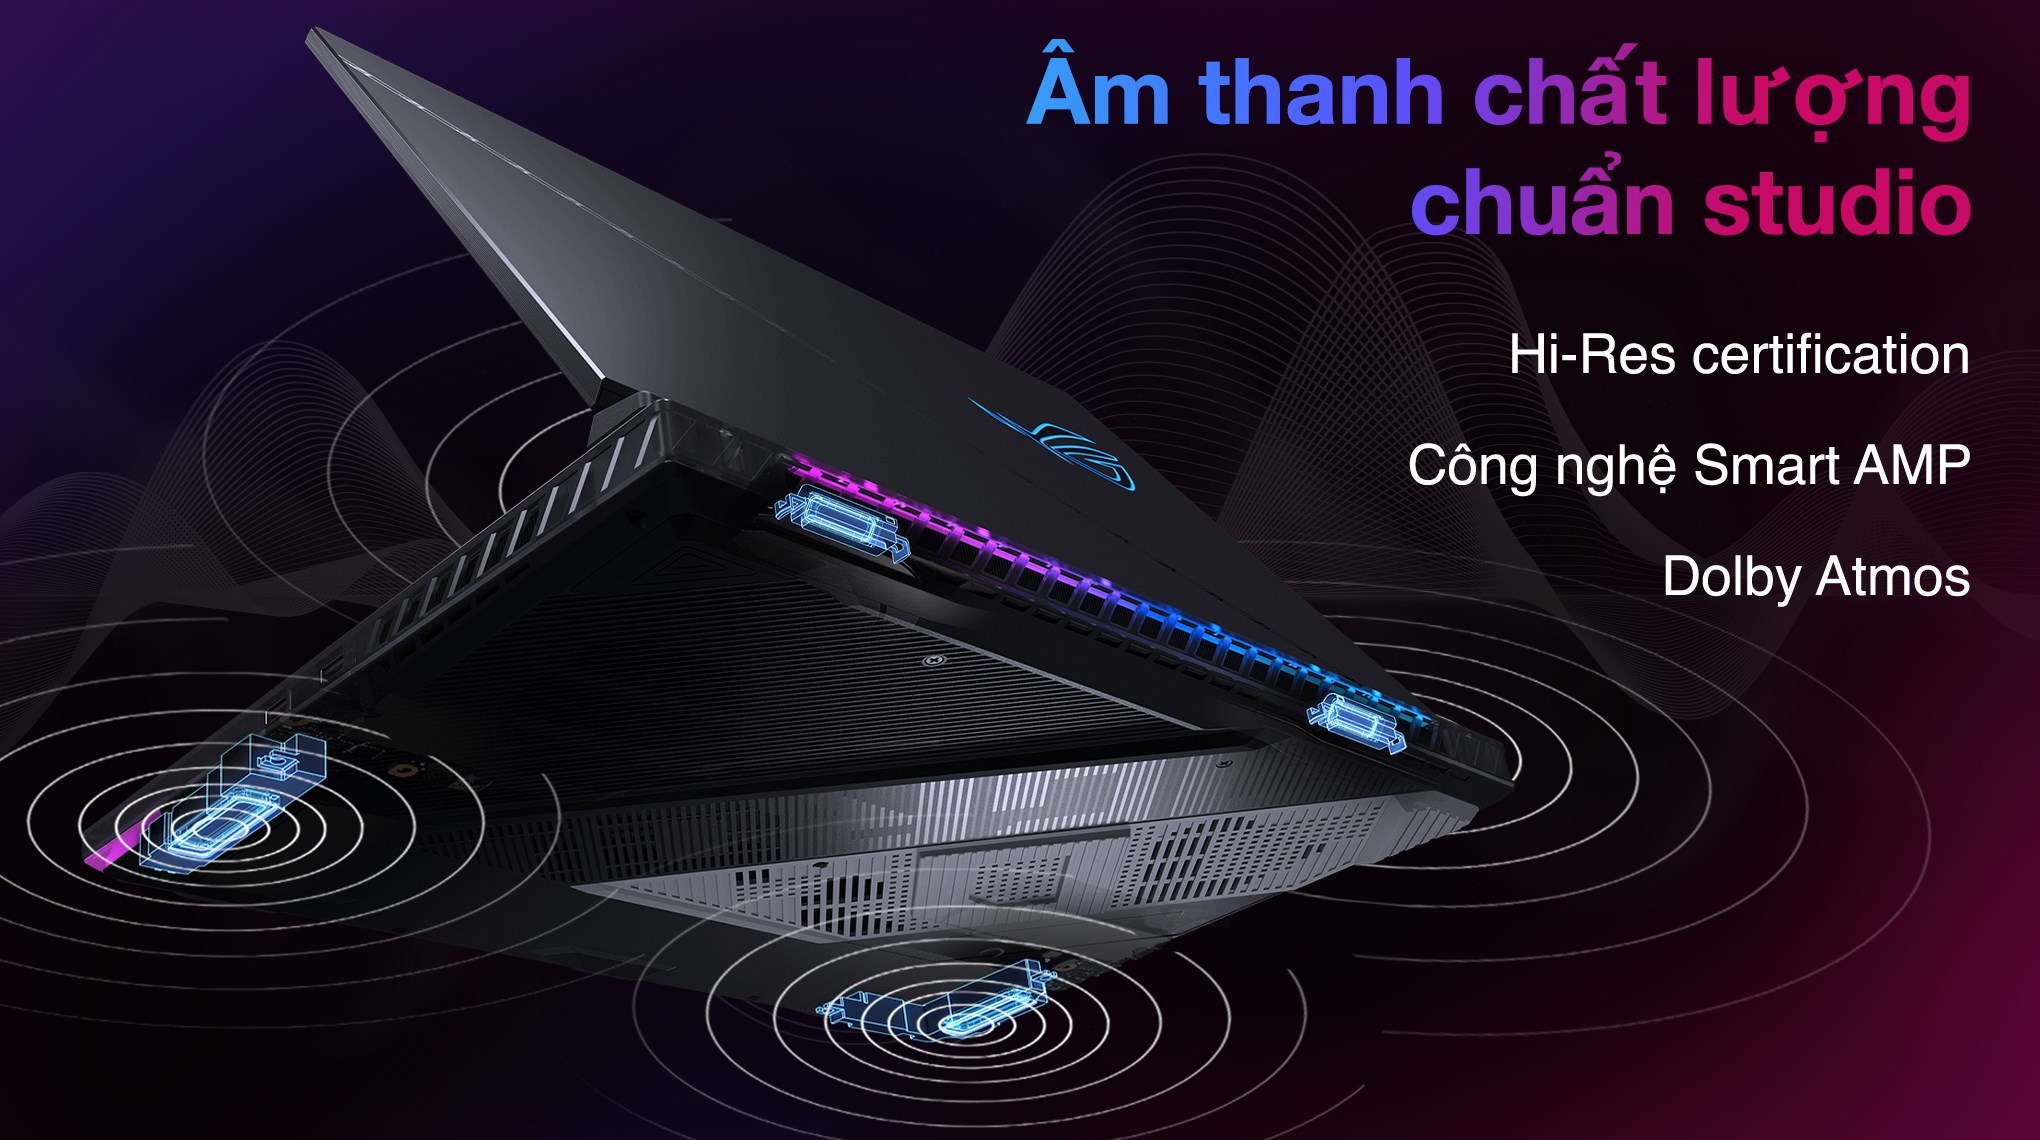 Âm thanh chất lượng
chuẩn studio
Hi-Res certification
Công nghệ Smart AMP
Dolby Atmos